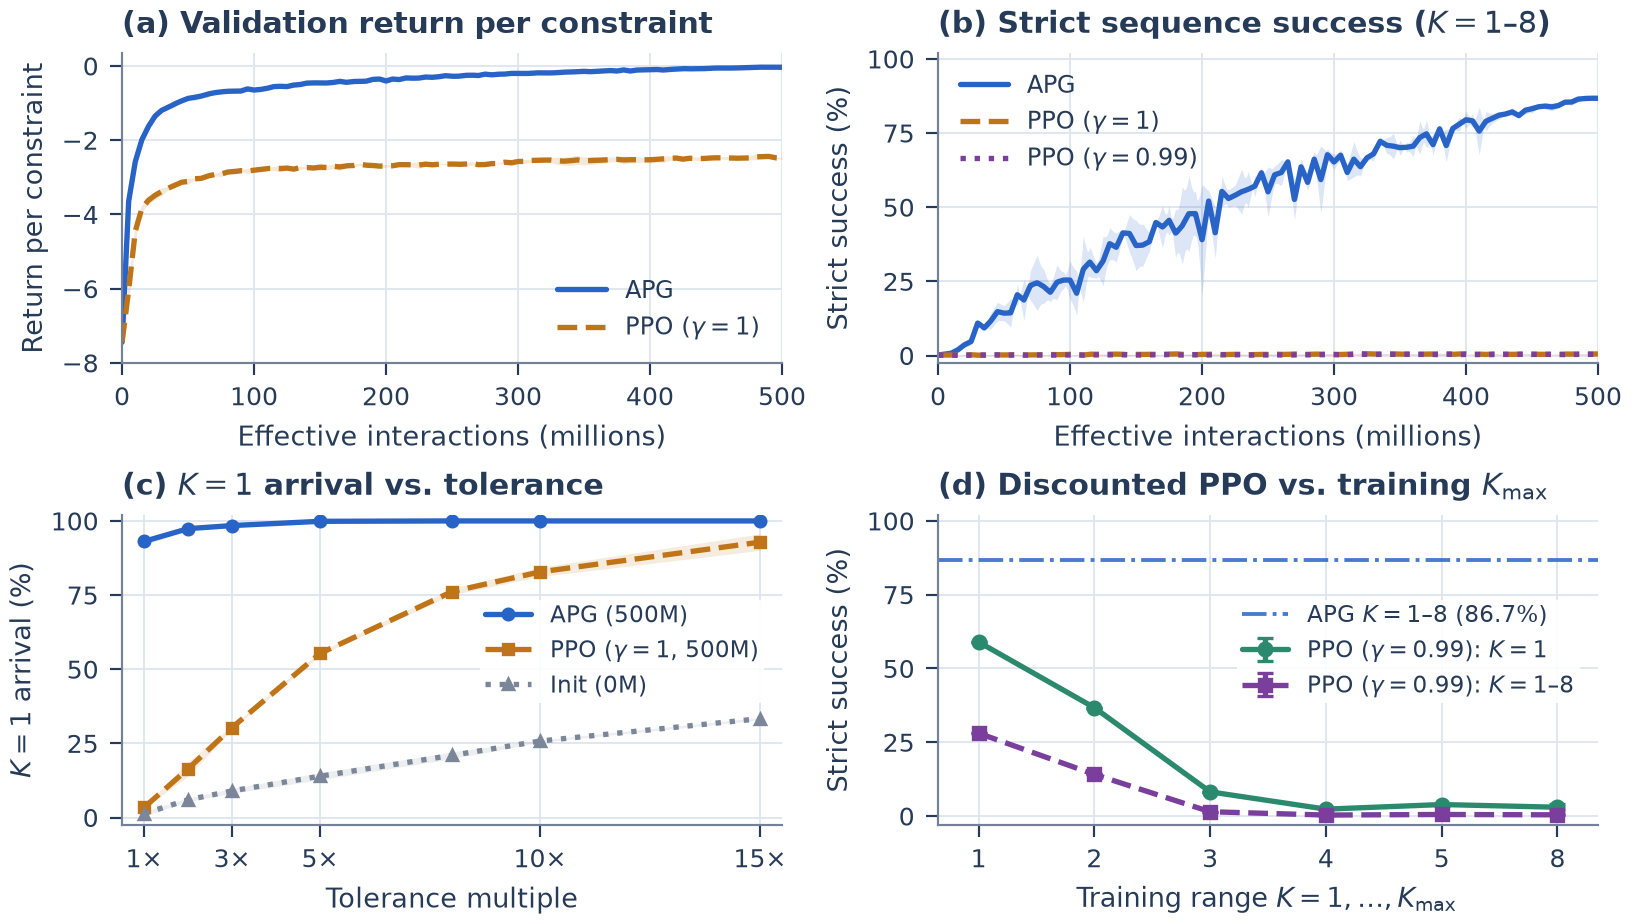 (a) Validation return per constraint
Return per constraint
0
−2
−4
−6
−8
APG
PPO (γ = 1)
0 100 200 300 400 500
Effective interactions (millions)
(b) Strict sequence success (K = 1–8)
Strict success (%)
100
75
50
25
0
APG
PPO (γ = 1)
PPO (γ = 0.99)
0 100 200 300 400 500
Effective interactions (millions)
(c) K = 1 arrival vs. tolerance
K = 1 arrival (%)
100
75
50
25
0
APG (500M)
PPO (γ = 1, 500M)
Init (0M)
1× 3× 5× 10× 15×
Tolerance multiple
(d) Discounted PPO vs. training Kmax
Strict success (%)
100
75
50
25
0
APG K = 1–8 (86.7%)
PPO (γ = 0.99): K = 1
PPO (γ = 0.99): K = 1–8
1 2 3 4 5 8
Training range K = 1, …, Kmax